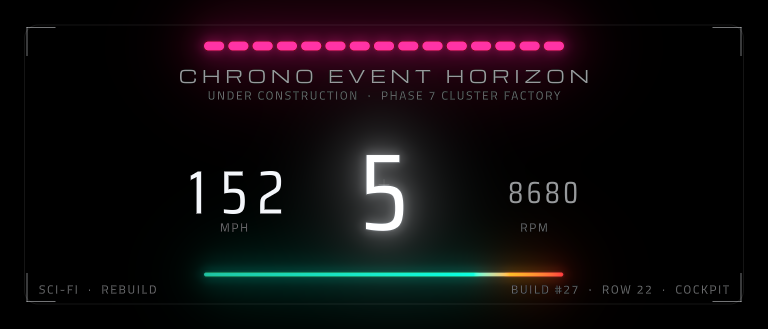 CHRONO EVENT HORIZON
UNDER CONSTRUCTION · PHASE 7 CLUSTER FACTORY
152
MPH
5
8680
RPM
SCI-FI · REBUILD
BUILD #27 · ROW 22 · COCKPIT